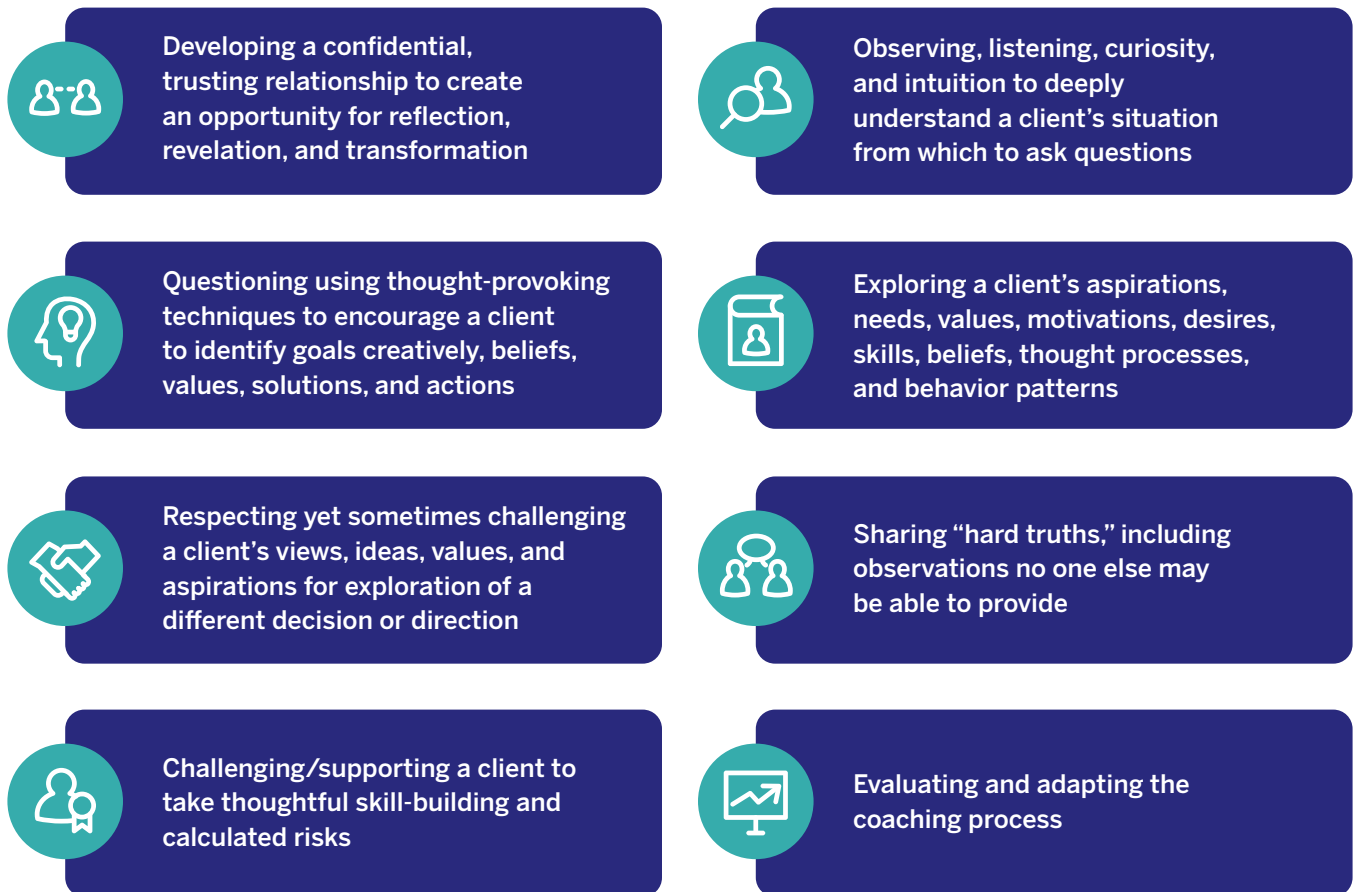 Developing a confidential,
trusting relationship to create
an opportunity for reflection,
revelation, and transformation
Observing, listening, curiosity,
and intuition to deeply
understand a client’s situation
from which to ask questions
Questioning using thought-provoking
techniques to encourage a client
to identify goals creatively, beliefs,
values, solutions, and actions
Exploring a client’s aspirations,
needs, values, motivations, desires,
skills, beliefs, thought processes,
and behavior patterns
Respecting yet sometimes challenging
a client’s views, ideas, values, and
aspirations for exploration of a
different decision or direction
Sharing “hard truths,” including
observations no one else may
be able to provide
Challenging/supporting a client to
take thoughtful skill-building and
calculated risks
Evaluating and adapting the
coaching process